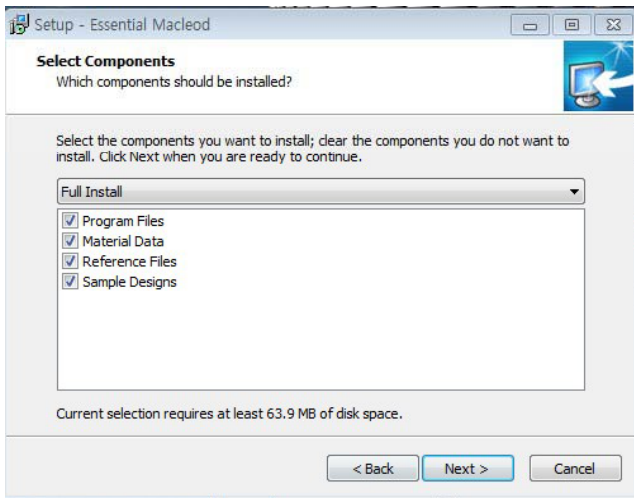 Setup - Essential Macleod
Select Components
Which components should be installed?
Select the components you want to install; clear the components you do not want to
install. Click Next when you are ready to continue.
Full Install
Program Files
Material Data
Reference Files
Sample Designs
Current selection requires at least 63.9 MB of disk space.
< Back Next > Cancel